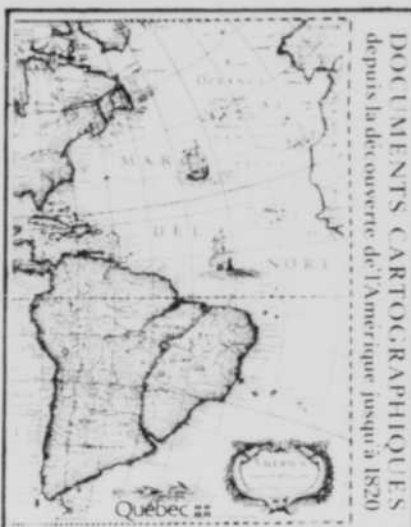 DOCUMENTS CARTOGRAPHIQUES
depuis la découverte de l'Amérique jusqu'à 1820
MAR
DEL
NORT
Québec